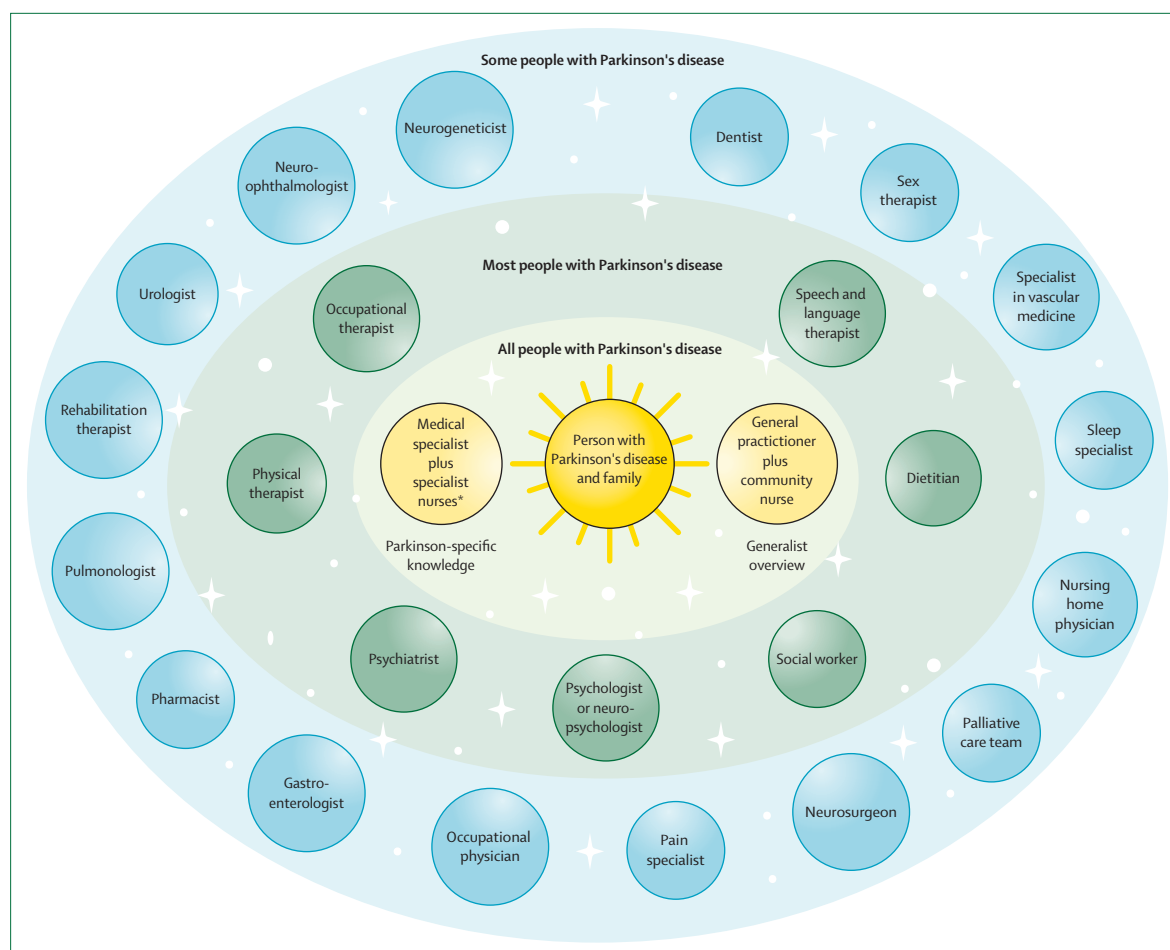 Some people with Parkinson's disease
Neurogeneticist
Dentist
Neuro-
ophthalmologist
Sex
therapist
Urologist
Specialist
in vascular
medicine
Rehabilitation
therapist
Sleep
specialist
Pulmonologist
Nursing
home
physician
Pharmacist
Palliative
care team
Gastro-
enterologist
Neurosurgeon
Occupational
physician
Pain
specialist
Most people with Parkinson's disease
Occupational
therapist
Speech and
language
therapist
Physical
therapist
Dietitian
Psychiatrist
Social worker
Psychologist
or neuro-
psychologist
All people with Parkinson's disease
Medical
specialist
plus
specialist
nurses*
Person with
Parkinson's disease
and family
General
practictioner
plus
community
nurse
Parkinson-specific
knowledge
Generalist
overview